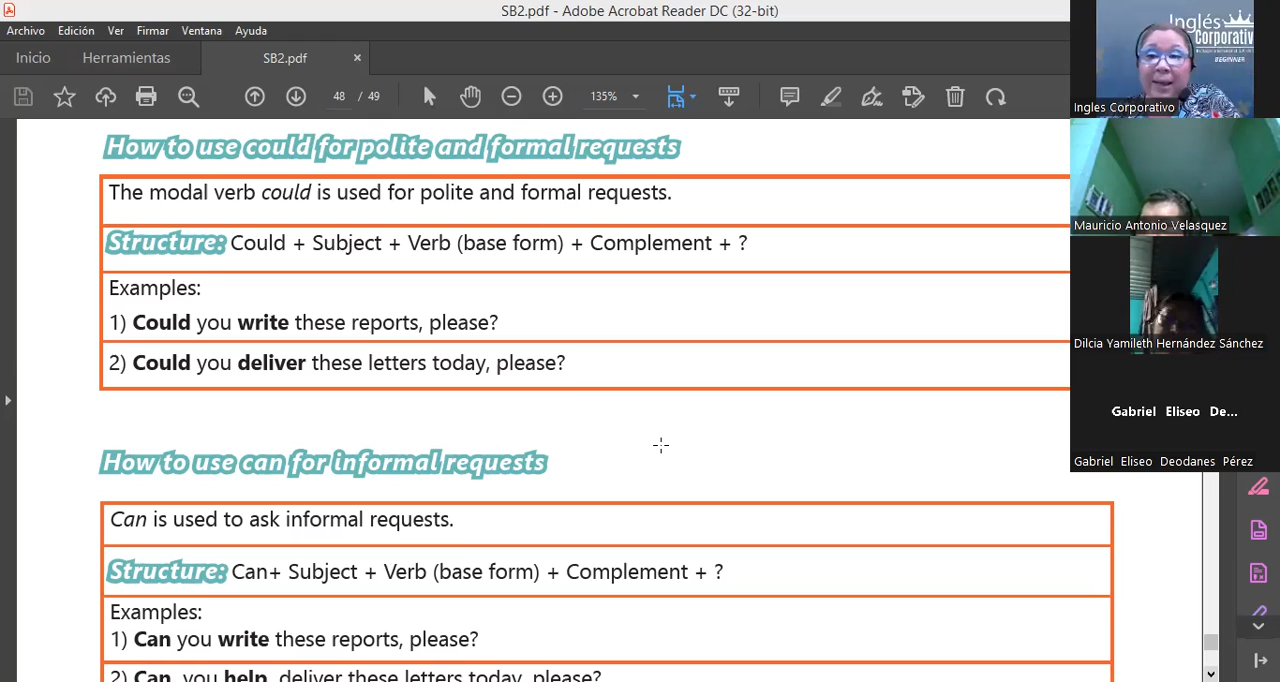 SB2.pdf - Adobe Acrobat Reader DC (32-bit)
Archivo Edición Ver Firmar Ventana Ayuda
Inicio Herramientas SB2.pdf ×
48 / 49 135%
How to use could for polite and formal requests
The modal verb could is used for polite and formal requests.
Structure: Could + Subject + Verb (base form) + Complement + ?
Examples:
1) Could you write these reports, please?
2) Could you deliver these letters today, please?
How to use can for informal requests
Can is used to ask informal requests.
Structure: Can+ Subject + Verb (base form) + Complement + ?
Examples:
1) Can you write these reports, please?
2) Can you help deliver these letters today, please?
Inglés
Corporativo
BEGINNER
Ingles Corporativo
Mauricio Antonio Velasquez
Dilcia Yamileth Hernández Sánchez
Gabriel Eliseo De...
Gabriel Eliseo Deodanes Pérez